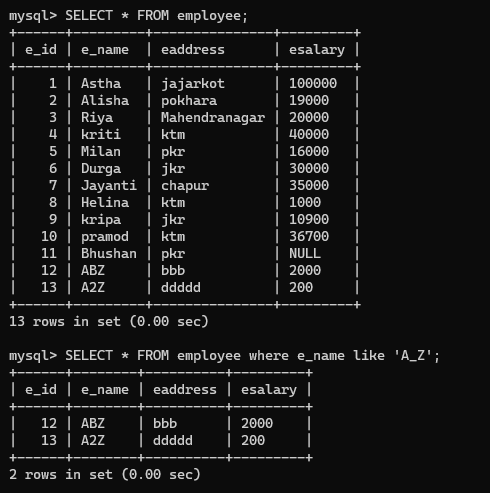 mysql> SELECT * FROM employee;
+------+---------+---------------+---------+
| e_id | e_name  | eaddress      | esalary |
+------+---------+---------------+---------+
|    1 | Astha   | jajarkot      | 100000  |
|    2 | Alisha  | pokhara       | 19000   |
|    3 | Riya    | Mahendranagar | 20000   |
|    4 | kriti   | ktm           | 40000   |
|    5 | Milan   | pkr           | 16000   |
|    6 | Durga   | jkr           | 30000   |
|    7 | Jayanti | chapur        | 35000   |
|    8 | Helina  | ktm           | 1000    |
|    9 | kripa   | jkr           | 10900   |
|   10 | pramod  | ktm           | 36700   |
|   11 | Bhushan | pkr           | NULL    |
|   12 | ABZ     | bbb           | 2000    |
|   13 | A2Z     | ddddd         | 200     |
+------+---------+---------------+---------+
13 rows in set (0.00 sec)

mysql> SELECT * FROM employee where e_name like 'A_Z';
+------+--------+----------+---------+
| e_id | e_name | eaddress | esalary |
+------+--------+----------+---------+
|   12 | ABZ    | bbb      | 2000    |
|   13 | A2Z    | ddddd    | 200     |
+------+--------+----------+---------+
2 rows in set (0.00 sec)